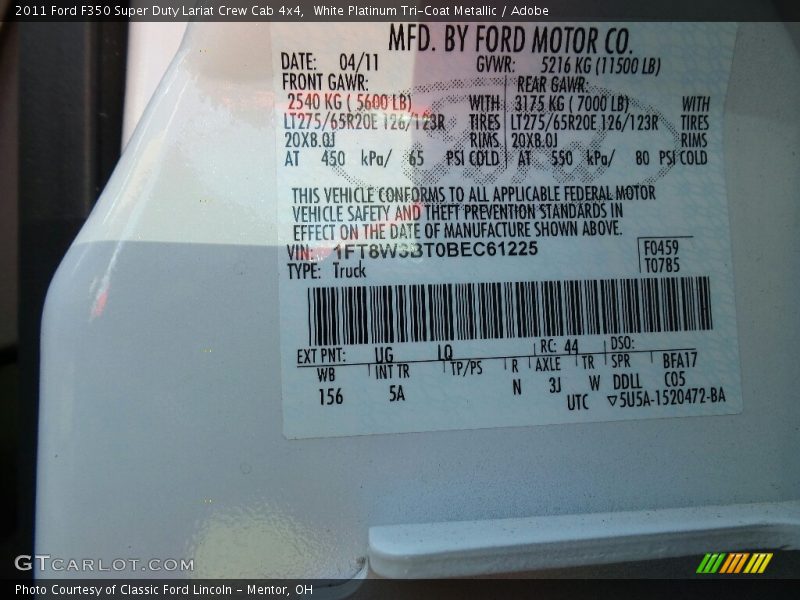 2011 Ford F350 Super Duty Lariat Crew Cab 4x4,  White Platinum Tri-Coat Metallic / Adobe
MFD. BY FORD MOTOR CO.
DATE: 04/11 GVWR: 5216 KG (11500 LB)
FRONT GAWR: REAR GAWR:
2540 KG ( 5600 LB) WITH 3175 KG ( 7000 LB) WITH
LT275/65R20E 126/123R TIRES LT275/65R20E 126/123R TIRES
20X8.0J RIMS 20X8.0J RIMS
AT 450 kPa/ 65 PSI COLD AT 550 kPa/ 80 PSI COLD
THIS VEHICLE CONFORMS TO ALL APPLICABLE FEDERAL MOTOR
VEHICLE SAFETY AND THEFT PREVENTION STANDARDS IN
EFFECT ON THE DATE OF MANUFACTURE SHOWN ABOVE.
VIN: 1FT8W3BT0BEC61225 F0459
TYPE: Truck T0785
EXT PNT: UG LQ RC: 44 DSO:
WB INT TR TP/PS R AXLE TR SPR BFA17
156 5A N 3J W DDLL C05
UTC ▽5U5A-1520472-BA
GTCARLOT.COM
Photo Courtesy of Classic Ford Lincoln - Mentor, OH